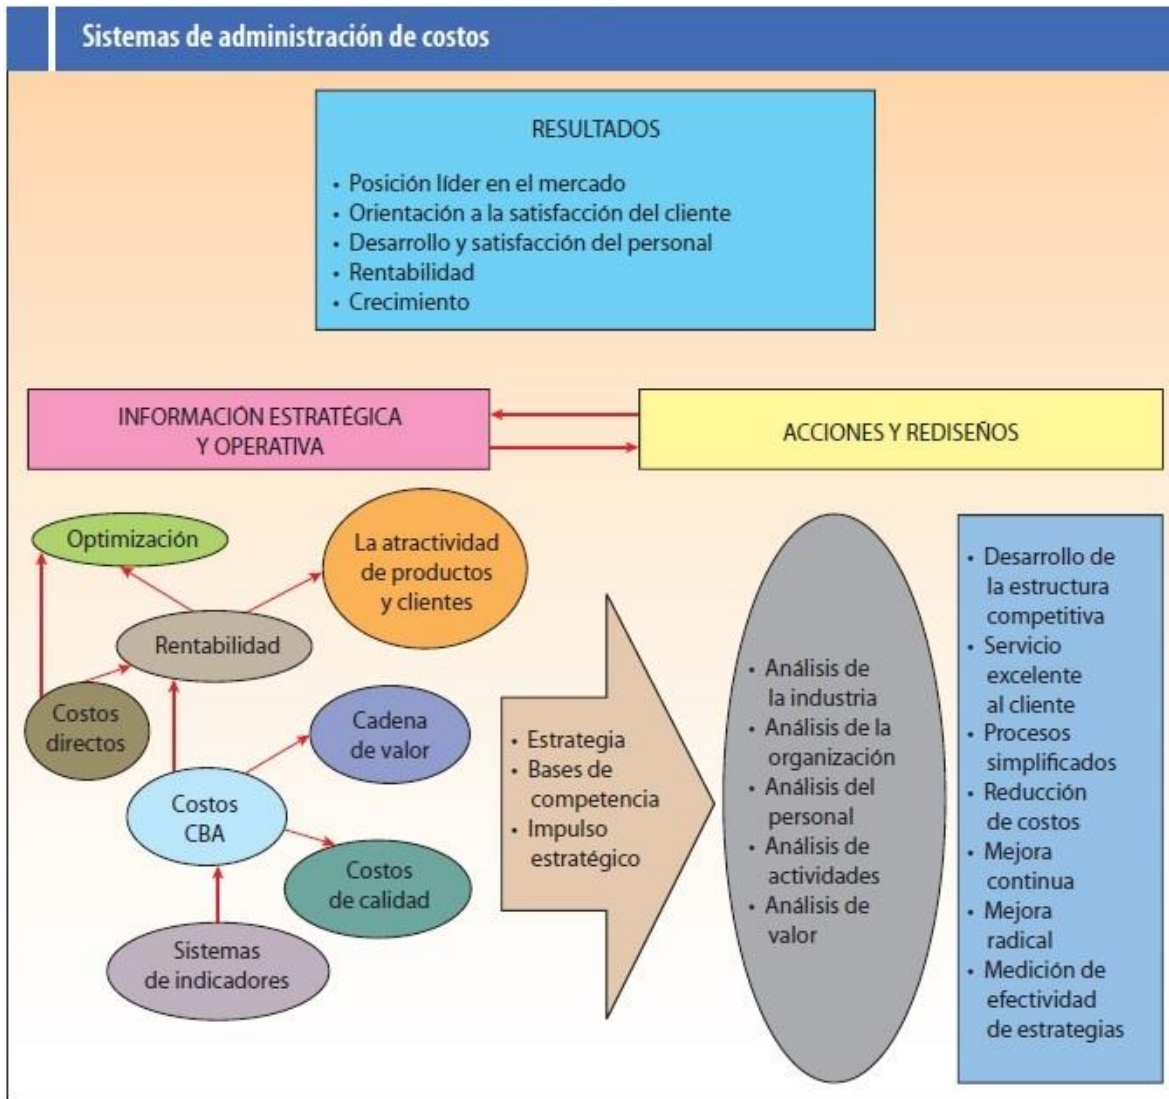 Sistemas de administración de costos
RESULTADOS
• Posición líder en el mercado
• Orientación a la satisfacción del cliente
• Desarrollo y satisfacción del personal
• Rentabilidad
• Crecimiento
INFORMACIÓN ESTRATÉGICA
Y OPERATIVA
ACCIONES Y REDISEÑOS
Optimización
La atractividad
de productos
y clientes
Rentabilidad
Costos
directos
Cadena
de valor
Costos
CBA
Costos
de calidad
Sistemas
de indicadores
• Estrategia
• Bases de
competencia
• Impulso
estratégico
• Análisis de
la industria
• Análisis de la
organización
• Análisis del
personal
• Análisis de
actividades
• Análisis de
valor
• Desarrollo de
la estructura
competitiva
• Servicio
excelente
al cliente
• Procesos
simplificados
• Reducción
de costos
• Mejora
continua
• Mejora
radical
• Medición de
efectividad
de estrategias